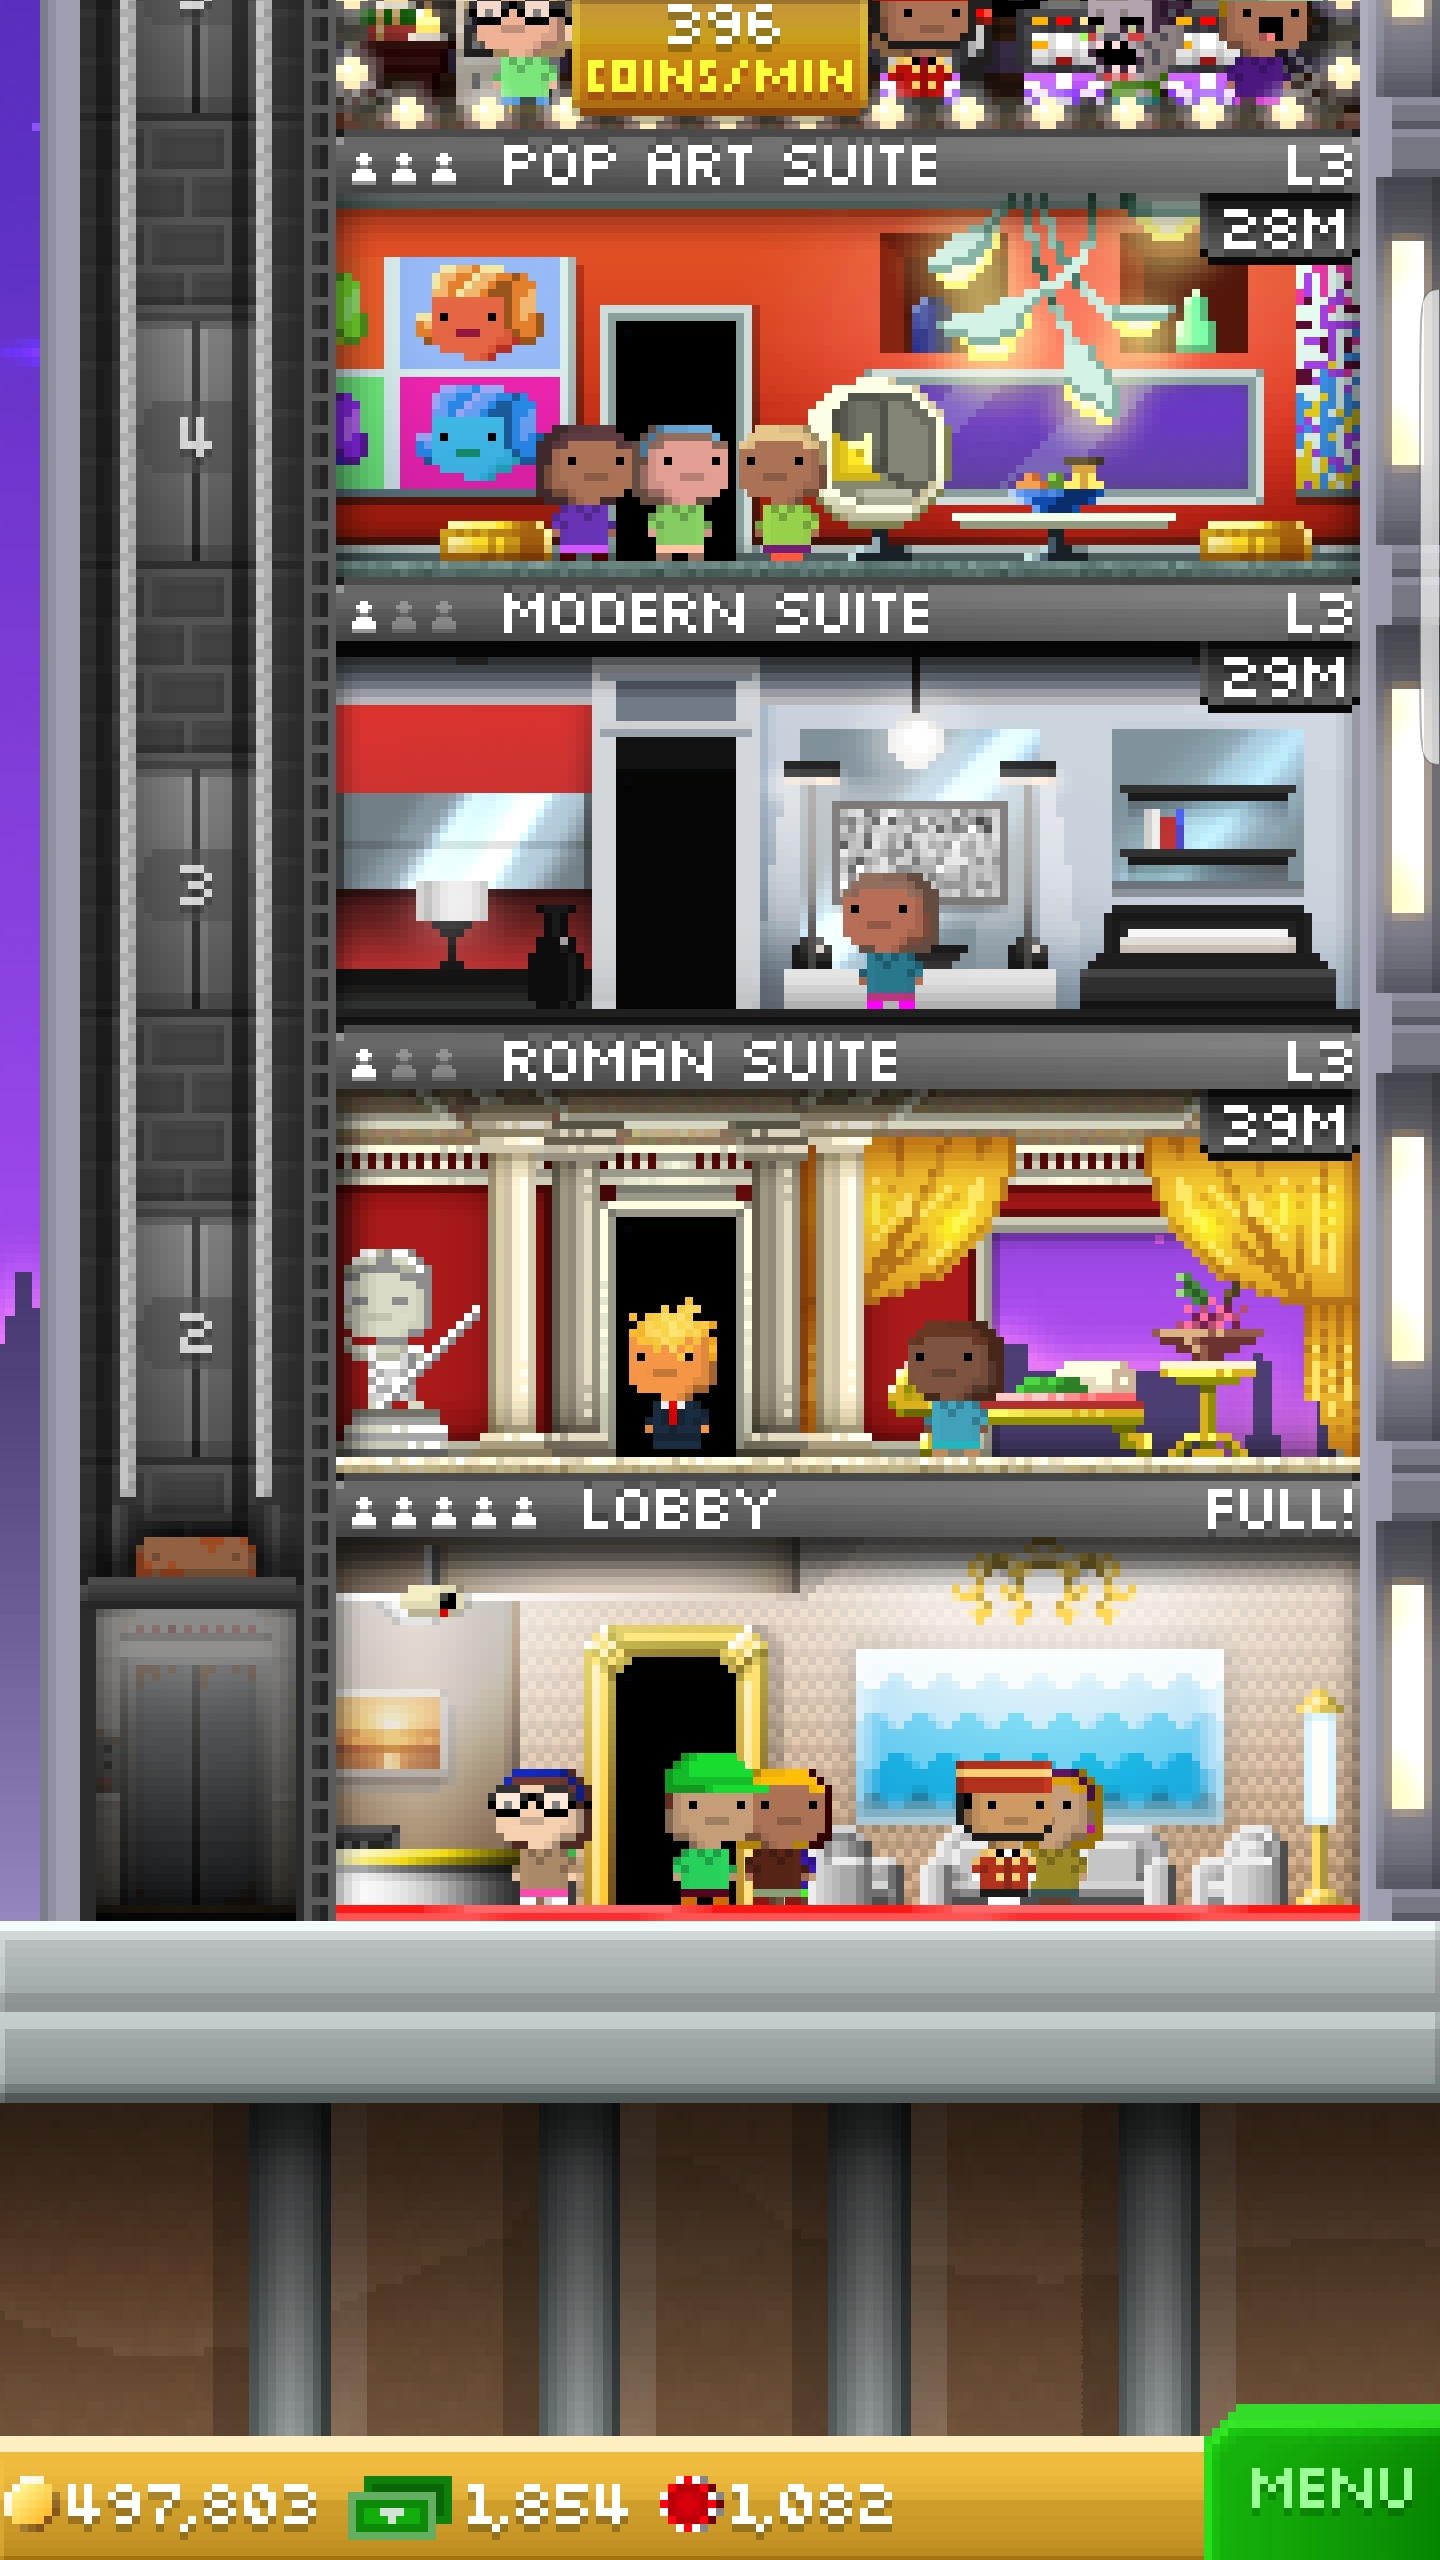 396
COINS/MIN
POP ART SUITE L3
28M
4
MODERN SUITE L3
29M
3
ROMAN SUITE L3
39M
2
LOBBY FULL!
497,803 1,854 1,082 MENU